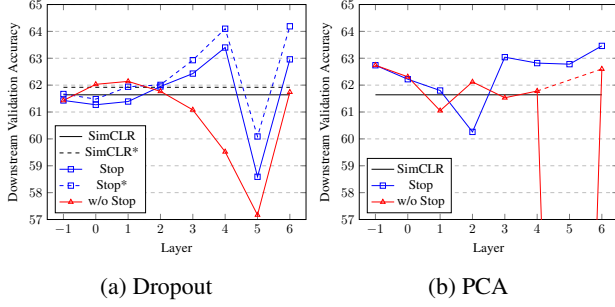 65
64
63
62
61
60
59
58
57
Downstream Validation Accuracy
SimCLR
SimCLR*
Stop
Stop*
w/o Stop
−1 0 1 2 3 4 5 6
Layer
(a) Dropout
65
64
63
62
61
60
59
58
57
Downstream Validation Accuracy
SimCLR
Stop
w/o Stop
−1 0 1 2 3 4 5 6
Layer
(b) PCA